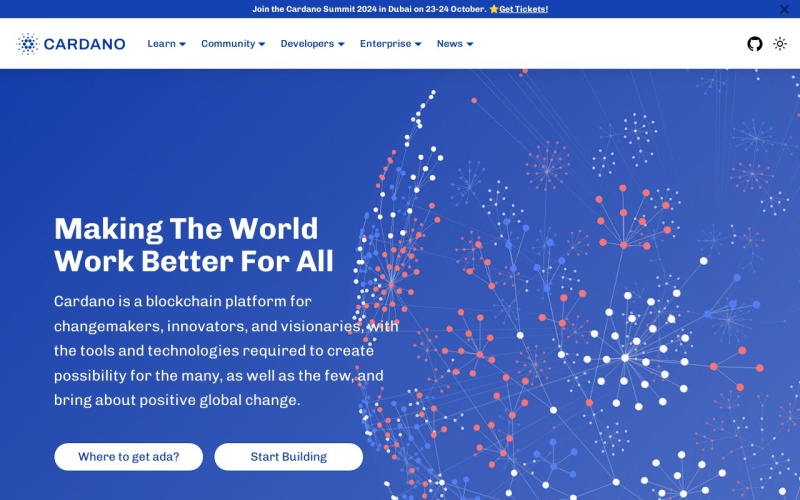 Join the Cardano Summit 2024 in Dubai on 23-24 October. ⭐Get Tickets!
CARDANO
Learn
Community
Developers
Enterprise
News
Making The World
Work Better For All
Cardano is a blockchain platform for
changemakers, innovators, and visionaries, with
the tools and technologies required to create
possibility for the many, as well as the few, and
bring about positive global change.
Where to get ada?
Start Building